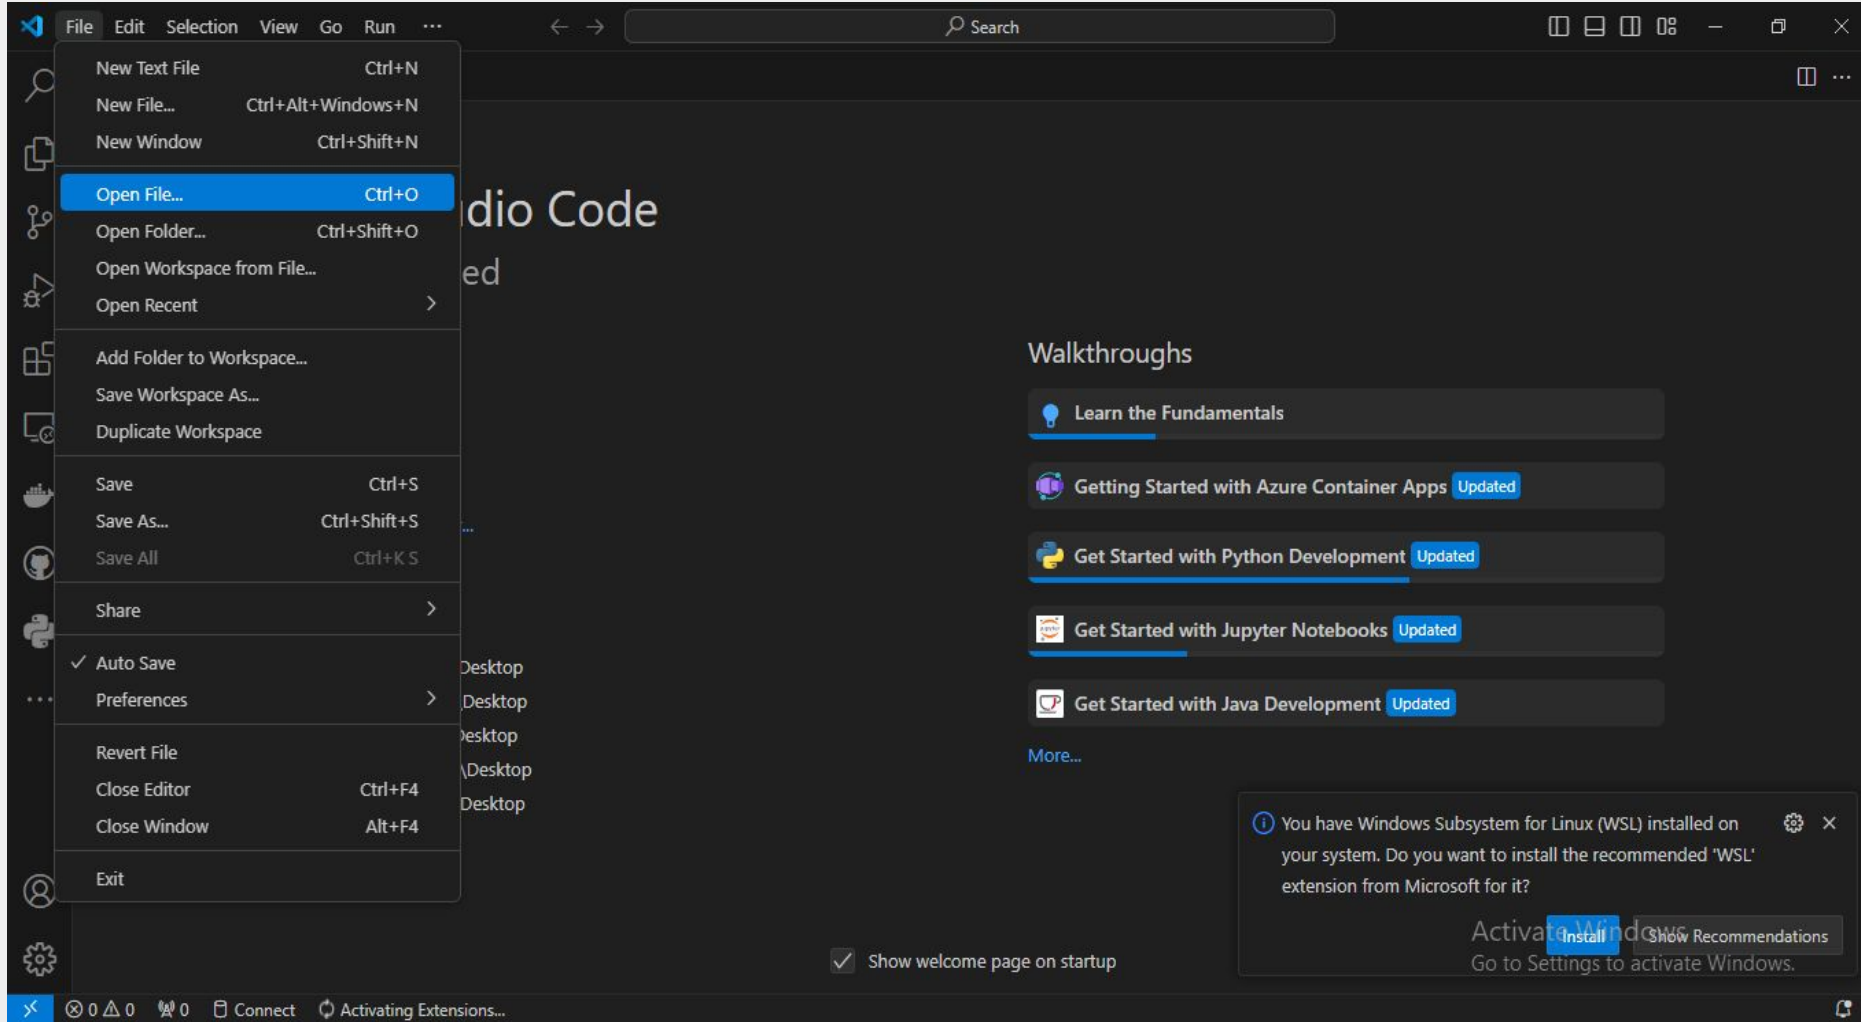 File Edit Selection View Go Run ···
Search
New Text File Ctrl+N
New File... Ctrl+Alt+Windows+N
New Window Ctrl+Shift+N
Open File... Ctrl+O
Open Folder... Ctrl+Shift+O
Open Workspace from File...
Open Recent
Add Folder to Workspace...
Save Workspace As...
Duplicate Workspace
Save Ctrl+S
Save As... Ctrl+Shift+S
Save All Ctrl+K S
Share
Auto Save
Preferences
Revert File
Close Editor Ctrl+F4
Close Window Alt+F4
Exit
dio Code
ed
...
Desktop
\Desktop
Desktop
\Desktop
Desktop
Walkthroughs
Learn the Fundamentals
Getting Started with Azure Container Apps Updated
Get Started with Python Development Updated
Get Started with Jupyter Notebooks Updated
Get Started with Java Development Updated
More...
You have Windows Subsystem for Linux (WSL) installed on
your system. Do you want to install the recommended 'WSL'
extension from Microsoft for it?
Install Show Recommendations
Activate Windows
Go to Settings to activate Windows.
Show welcome page on startup
0 0 0 Connect Activating Extensions...